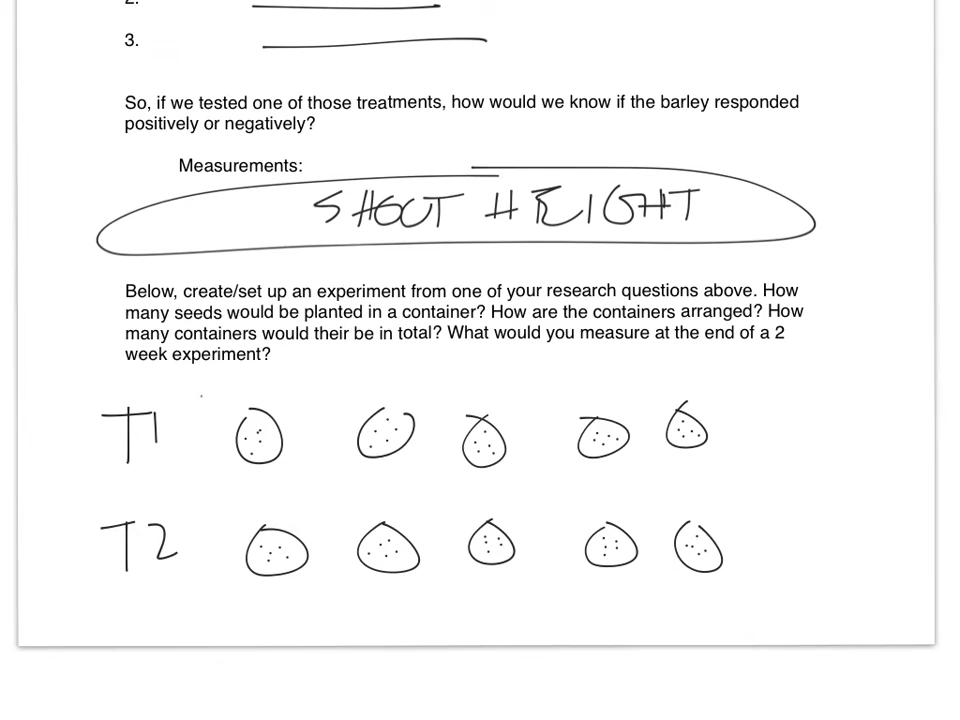 2.
3.
So, if we tested one of those treatments, how would we know if the barley responded
positively or negatively?
Measurements:
SHOOT HEIGHT
Below, create/set up an experiment from one of your research questions above. How
many seeds would be planted in a container? How are the containers arranged? How
many containers would their be in total? What would you measure at the end of a 2
week experiment?
T1
T2